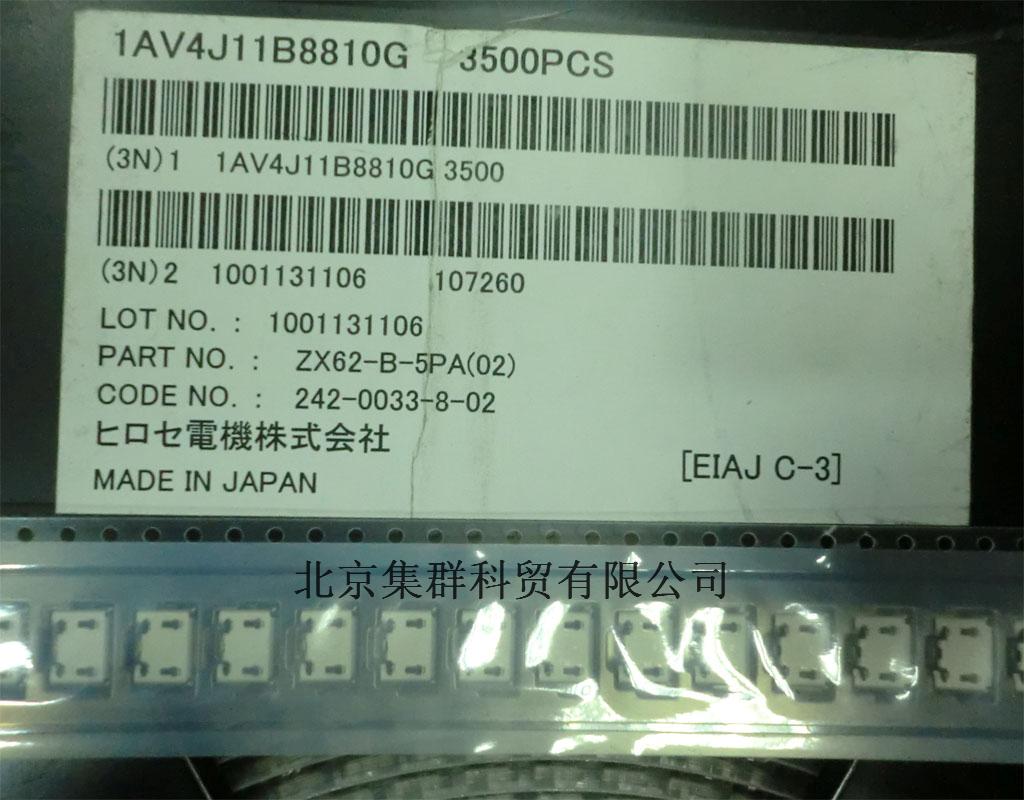 1AV4J11B8810G 3500PCS
(3N)1 1AV4J11B8810G 3500
(3N)2 1001131106 107260
LOT NO. : 1001131106
PART NO. : ZX62-B-5PA(02)
CODE NO. : 242-0033-8-02
ヒロセ電機株式会社
MADE IN JAPAN [EIAJ C-3]
北京集群科贸有限公司